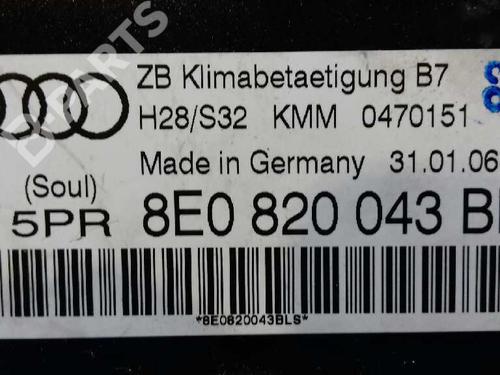 B-PARTS
ZB Klimabetaetigung B7
H28/S32 KMM 0470151
Made in Germany 31.01.06
(Soul)
5PR 8E0 820 043 B
*8E0820043BLS*